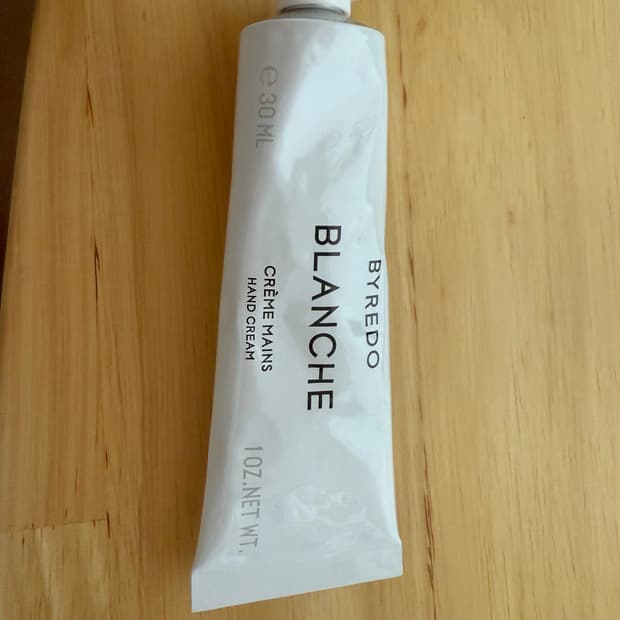 BYREDO
BLANCHE
CRÈME MAINS
HAND CREAM
℮ 30 ML
1 OZ.NET WT.